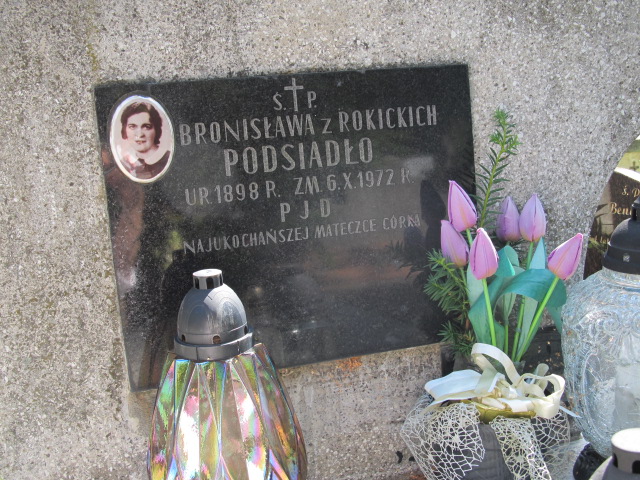 Ś. † P.
BRONISŁAWA Z ROKICKICH
PODSIADŁO
UR. 1898 R. ZM. 6.X.1972 R.
P J D
NAJUKOCHAŃSZEJ MATECZCE CÓRKA